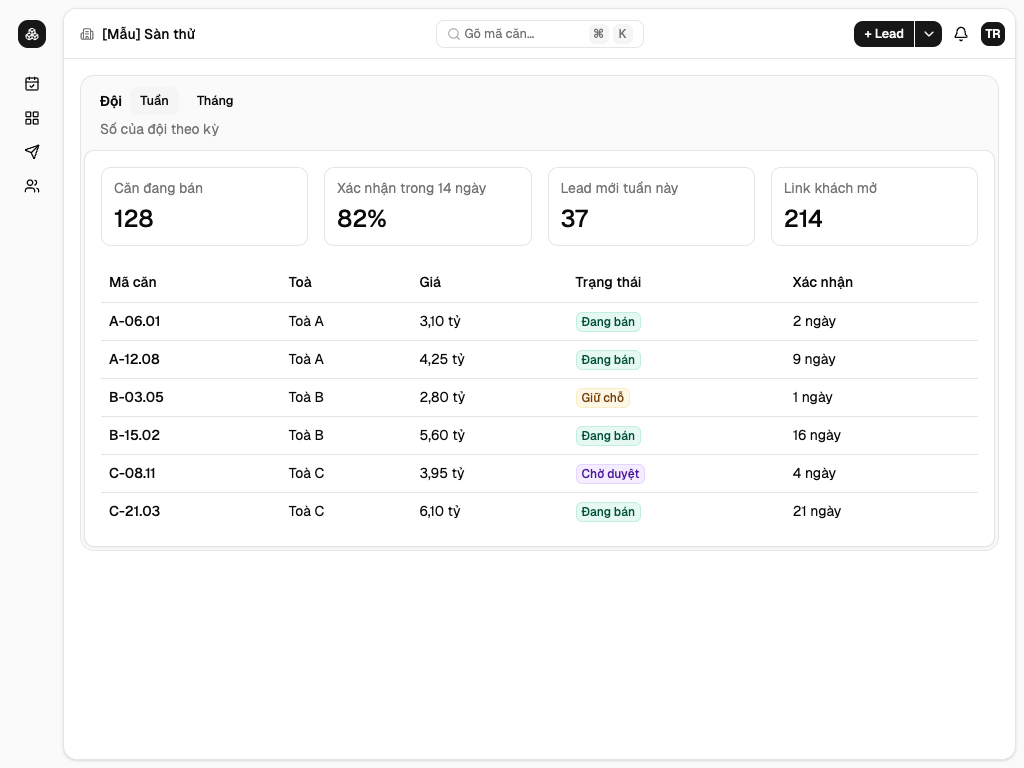 [Mẫu] Sàn thử
Gõ mã căn...
⌘ K
+ Lead
TR
Đội Tuần Tháng
Số của đội theo kỳ
Căn đang bán
128
Xác nhận trong 14 ngày
82%
Lead mới tuần này
37
Link khách mở
214
Mã căn Toà Giá Trạng thái Xác nhận
A-06.01 Toà A 3,10 tỷ Đang bán 2 ngày
A-12.08 Toà A 4,25 tỷ Đang bán 9 ngày
B-03.05 Toà B 2,80 tỷ Giữ chỗ 1 ngày
B-15.02 Toà B 5,60 tỷ Đang bán 16 ngày
C-08.11 Toà C 3,95 tỷ Chờ duyệt 4 ngày
C-21.03 Toà C 6,10 tỷ Đang bán 21 ngày